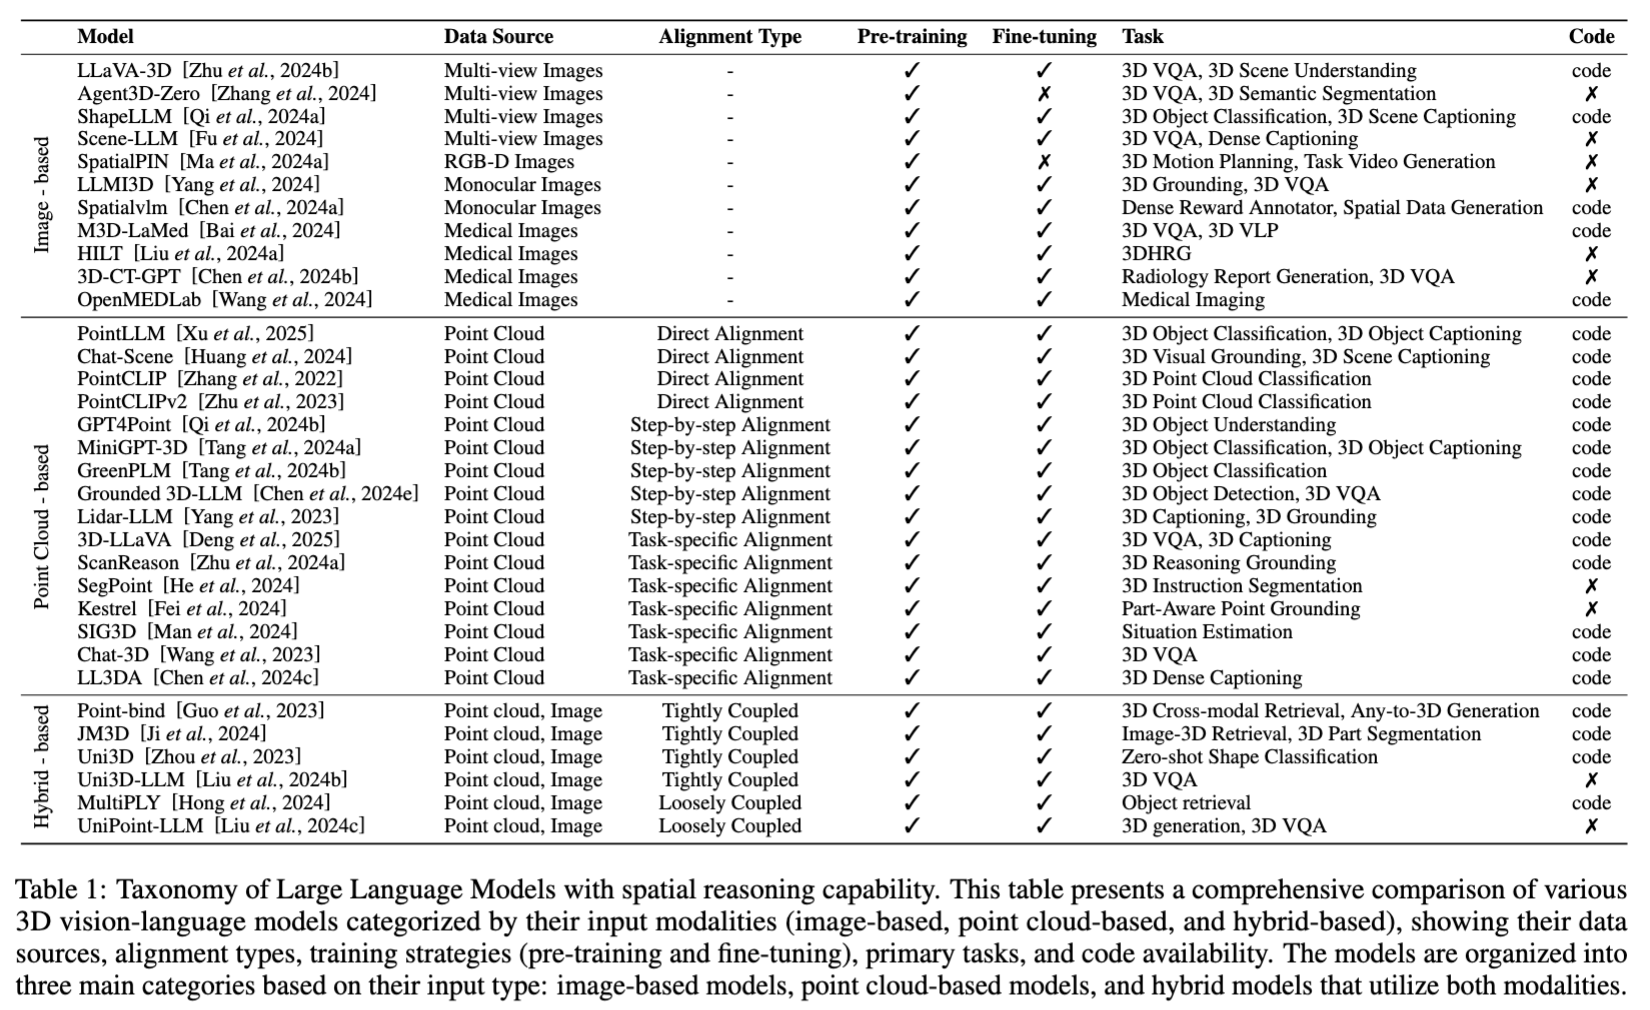 Model Data Source Alignment Type Pre-training Fine-tuning Task Code
Image - based
LLaVA-3D [Zhu et al., 2024b] Multi-view Images - ✓ ✓ 3D VQA, 3D Scene Understanding code
Agent3D-Zero [Zhang et al., 2024] Multi-view Images - ✓ ✗ 3D VQA, 3D Semantic Segmentation ✗
ShapeLLM [Qi et al., 2024a] Multi-view Images - ✓ ✓ 3D Object Classification, 3D Scene Captioning code
Scene-LLM [Fu et al., 2024] Multi-view Images - ✓ ✓ 3D VQA, Dense Captioning ✗
SpatialPIN [Ma et al., 2024a] RGB-D Images - ✓ ✗ 3D Motion Planning, Task Video Generation ✗
LLMI3D [Yang et al., 2024] Monocular Images - ✓ ✓ 3D Grounding, 3D VQA ✗
Spatialvlm [Chen et al., 2024a] Monocular Images - ✓ ✓ Dense Reward Annotator, Spatial Data Generation code
M3D-LaMed [Bai et al., 2024] Medical Images - ✓ ✓ 3D VQA, 3D VLP code
HILT [Liu et al., 2024a] Medical Images - ✓ ✓ 3DHRG ✗
3D-CT-GPT [Chen et al., 2024b] Medical Images - ✓ ✓ Radiology Report Generation, 3D VQA ✗
OpenMEDLab [Wang et al., 2024] Medical Images - ✓ ✓ Medical Imaging code
Point Cloud - based
PointLLM [Xu et al., 2025] Point Cloud Direct Alignment ✓ ✓ 3D Object Classification, 3D Object Captioning code
Chat-Scene [Huang et al., 2024] Point Cloud Direct Alignment ✓ ✓ 3D Visual Grounding, 3D Scene Captioning code
PointCLIP [Zhang et al., 2022] Point Cloud Direct Alignment ✓ ✓ 3D Point Cloud Classification code
PointCLIPv2 [Zhu et al., 2023] Point Cloud Direct Alignment ✓ ✓ 3D Point Cloud Classification code
GPT4Point [Qi et al., 2024b] Point Cloud Step-by-step Alignment ✓ ✓ 3D Object Understanding code
MiniGPT-3D [Tang et al., 2024a] Point Cloud Step-by-step Alignment ✓ ✓ 3D Object Classification, 3D Object Captioning code
GreenPLM [Tang et al., 2024b] Point Cloud Step-by-step Alignment ✓ ✓ 3D Object Classification code
Grounded 3D-LLM [Chen et al., 2024e] Point Cloud Step-by-step Alignment ✓ ✓ 3D Object Detection, 3D VQA code
Lidar-LLM [Yang et al., 2023] Point Cloud Step-by-step Alignment ✓ ✓ 3D Captioning, 3D Grounding code
3D-LLaVA [Deng et al., 2025] Point Cloud Task-specific Alignment ✓ ✓ 3D VQA, 3D Captioning code
ScanReason [Zhu et al., 2024a] Point Cloud Task-specific Alignment ✓ ✓ 3D Reasoning Grounding code
SegPoint [He et al., 2024] Point Cloud Task-specific Alignment ✓ ✓ 3D Instruction Segmentation ✗
Kestrel [Fei et al., 2024] Point Cloud Task-specific Alignment ✓ ✓ Part-Aware Point Grounding ✗
SIG3D [Man et al., 2024] Point Cloud Task-specific Alignment ✓ ✓ Situation Estimation code
Chat-3D [Wang et al., 2023] Point Cloud Task-specific Alignment ✓ ✓ 3D VQA code
LL3DA [Chen et al., 2024c] Point Cloud Task-specific Alignment ✓ ✓ 3D Dense Captioning code
Hybrid - based
Point-bind [Guo et al., 2023] Point cloud, Image Tightly Coupled ✓ ✓ 3D Cross-modal Retrieval, Any-to-3D Generation code
JM3D [Ji et al., 2024] Point cloud, Image Tightly Coupled ✓ ✓ Image-3D Retrieval, 3D Part Segmentation code
Uni3D [Zhou et al., 2023] Point cloud, Image Tightly Coupled ✓ ✓ Zero-shot Shape Classification code
Uni3D-LLM [Liu et al., 2024b] Point cloud, Image Tightly Coupled ✓ ✓ 3D VQA ✗
MultiPLY [Hong et al., 2024] Point cloud, Image Loosely Coupled ✓ ✓ Object retrieval code
UniPoint-LLM [Liu et al., 2024c] Point cloud, Image Loosely Coupled ✓ ✓ 3D generation, 3D VQA ✗
Table 1: Taxonomy of Large Language Models with spatial reasoning capability. This table presents a comprehensive comparison of various
3D vision-language models categorized by their input modalities (image-based, point cloud-based, and hybrid-based), showing their data
sources, alignment types, training strategies (pre-training and fine-tuning), primary tasks, and code availability. The models are organized into
three main categories based on their input type: image-based models, point cloud-based models, and hybrid models that utilize both modalities.